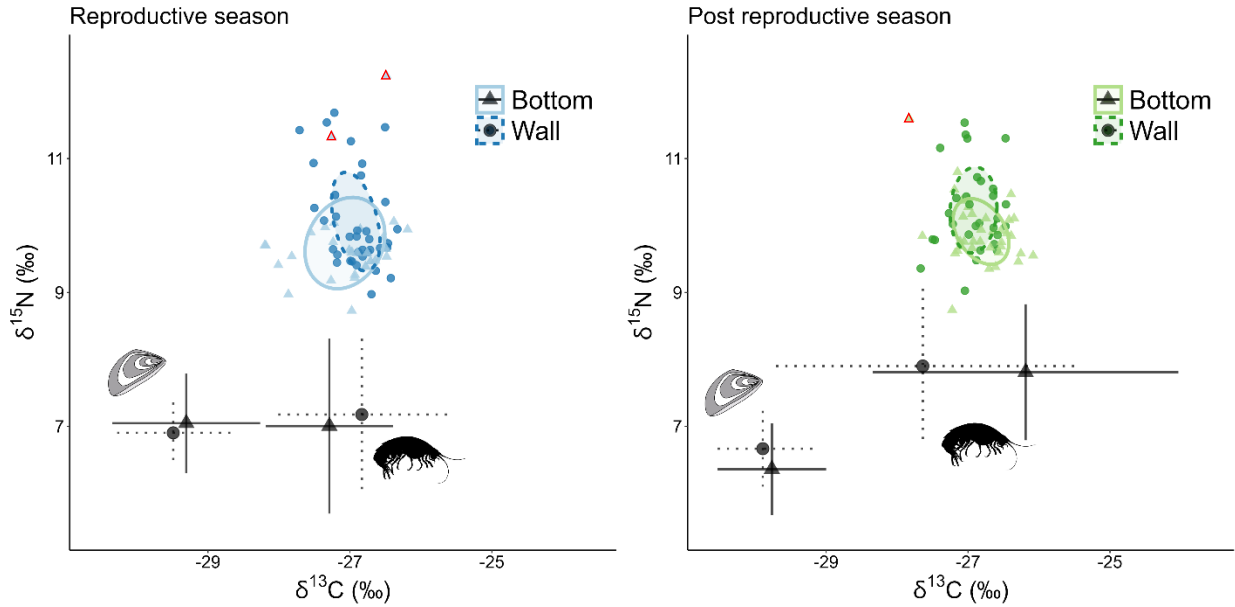 Reproductive season
Post reproductive season
Bottom
Wall
Bottom
Wall
11
9
7
11
9
7
δ¹⁵N (‰)
δ¹⁵N (‰)
-29 -27 -25
-29 -27 -25
δ¹³C (‰)
δ¹³C (‰)